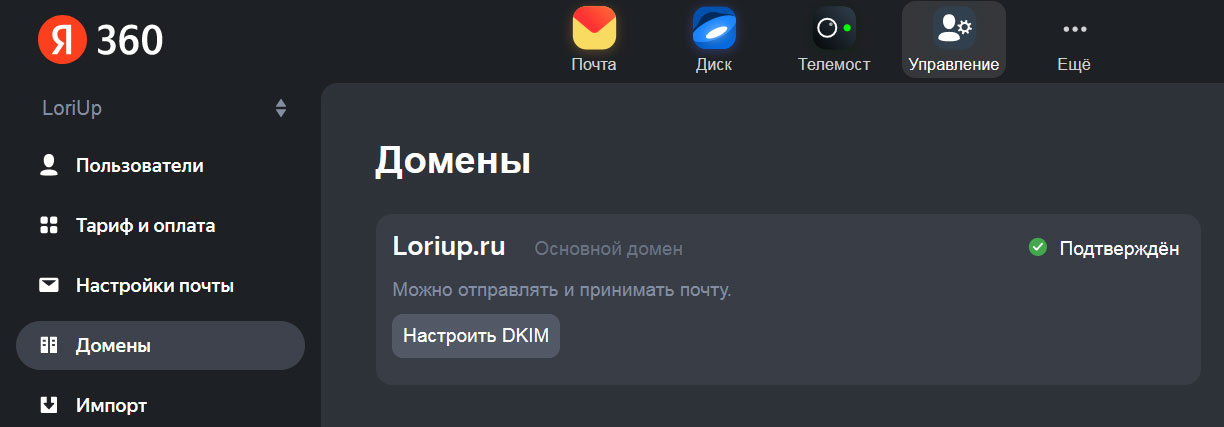 Я 360
Почта
Диск
Телемост
Управление
Ещё
LoriUp
Пользователи
Тариф и оплата
Настройки почты
Домены
Импорт
Домены
Loriup.ru Основной домен Подтверждён
Можно отправлять и принимать почту.
Настроить DKIM